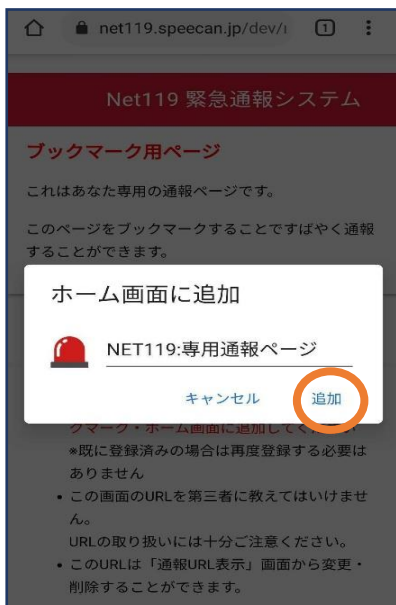 net119.speecan.jp/dev/ 1
Net119 緊急通報システム
ブックマーク用ページ
これはあなた専用の通報ページです。
このページをブックマークすることですばやく通報
することができます。
ホーム画面に追加
NET119:専用通報ページ
キャンセル 追加
クマーク・ホーム画面に追加してください
※既に登録済みの場合は再度登録する必要は
ありません
• この画面のURLを第三者に教えてはいけませ
ん。
URLの取り扱いには十分ご注意ください。
• このURLは「通報URL表示」画面から変更・
削除することができます。